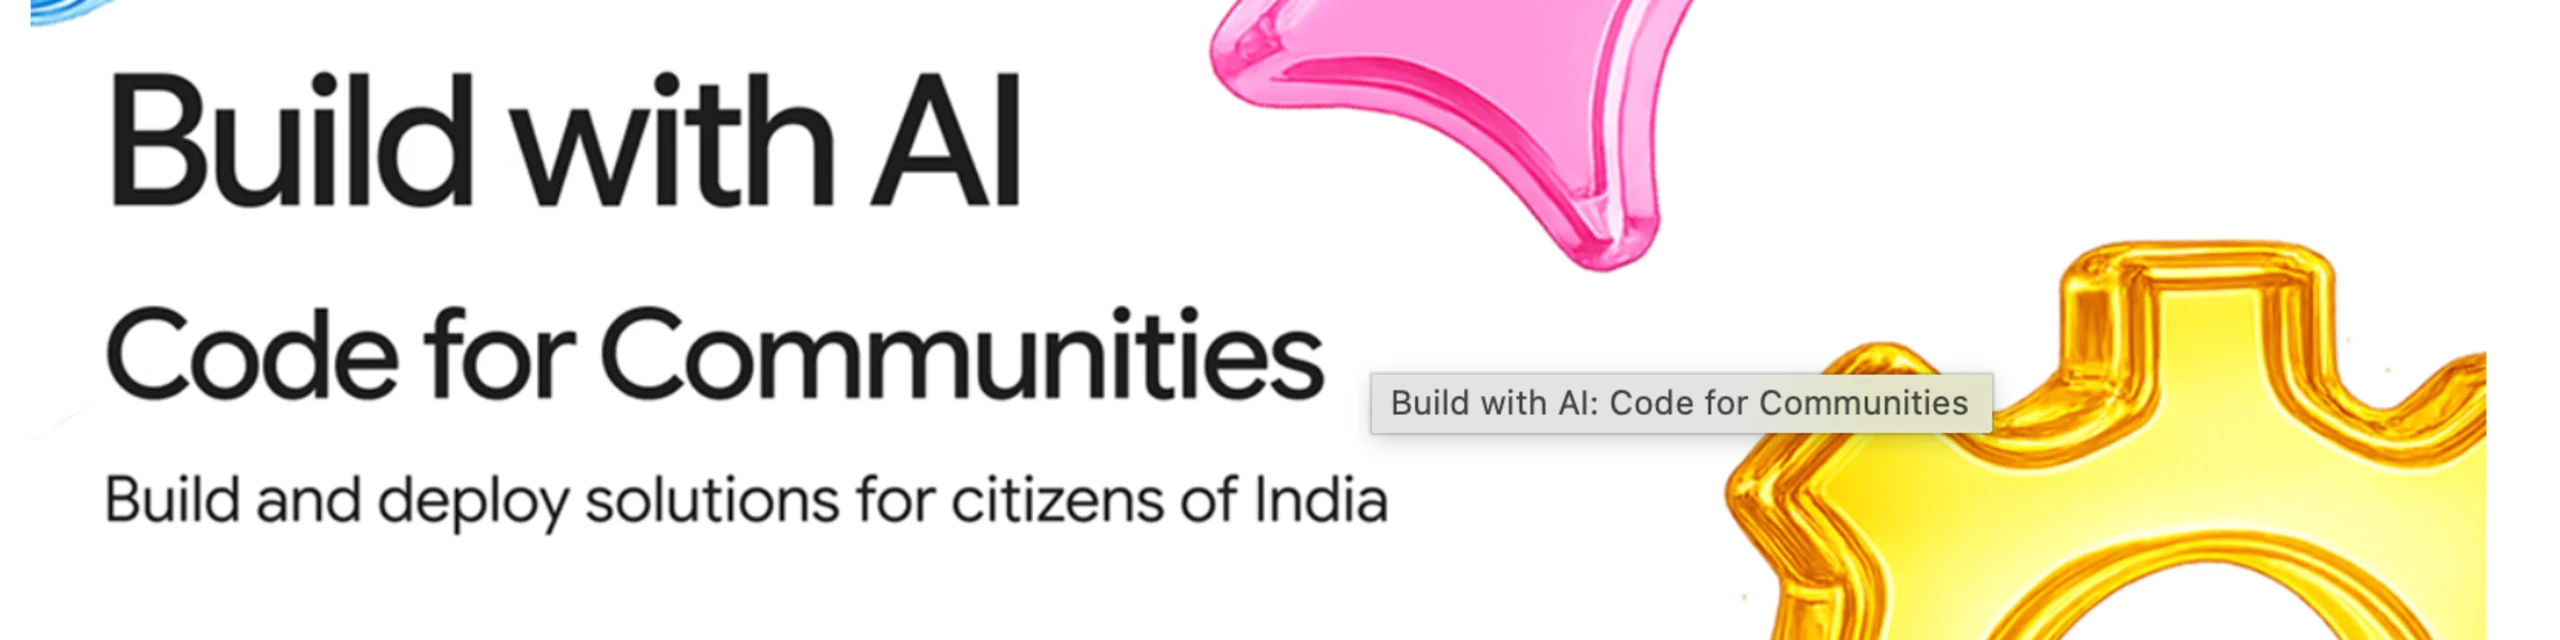 Build with AI
Code for Communities
Build with AI: Code for Communities
Build and deploy solutions for citizens of India